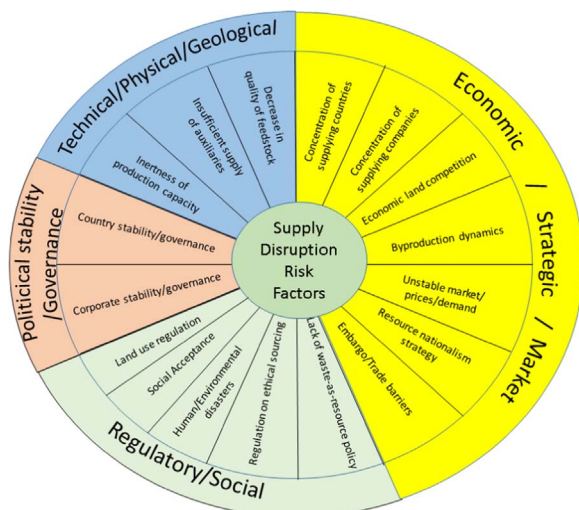 Supply
Disruption
Risk
Factors
Technical/Physical/Geological
Decrease in
quality of feedstock
Insufficient supply
of auxiliaries
Inertness of
production capacity
Economic / Strategic / Market
Concentration of
supplying countries
Concentration of
supplying companies
Economic land competition
Byproduction dynamics
Unstable market/
prices/demand
Resource nationalism
strategy
Embargo/Trade barriers
Regulatory/Social
Lack of waste-as-resource policy
Regulation on ethical sourcing
Human/Environmental
disasters
Social Acceptance
Land use regulation
Politicical stability
/Governance
Corporate stability/governance
Country stability/governance